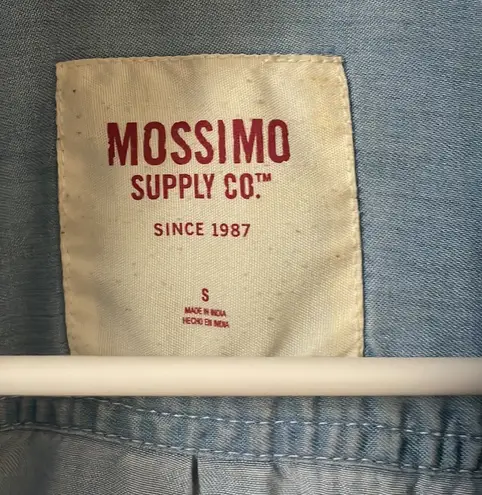 MOSSIMO
SUPPLY CO.™
SINCE 1987
S
MADE IN INDIA
HECHO EN INDIA